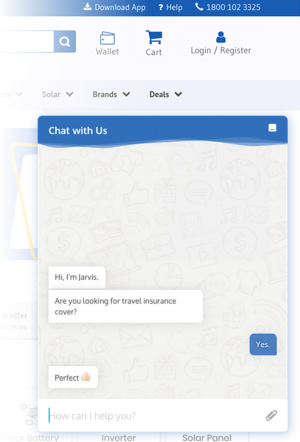 Download App ? Help 1800 102 3325
Wallet Cart Login / Register
Solar Brands Deals
Chat with Us
Hi, I'm Jarvis.
Are you looking for travel insurance
cover?
Yes.
Perfect 👍🏻
How can I help you?
offer
Solar Battery Inverter Solar Panel